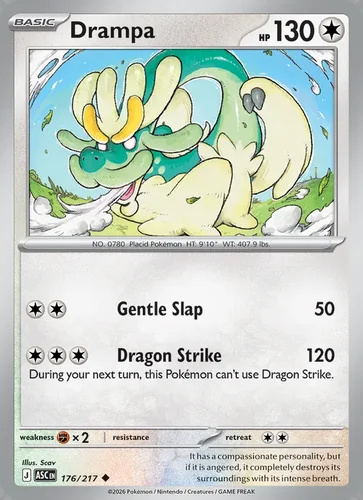 BASIC
Drampa
HP 130
NO. 0780 Placid Pokémon HT: 9'10" WT: 407.9 lbs.
Gentle Slap 50
Dragon Strike 120
During your next turn, this Pokémon can't use Dragon Strike.
weakness ×2 resistance retreat
Illus. Scav
J ASC EN 176/217
It has a compassionate personality, but
if it is angered, it completely destroys its
surroundings with its intense breath.
©2026 Pokémon / Nintendo / Creatures / GAME FREAK